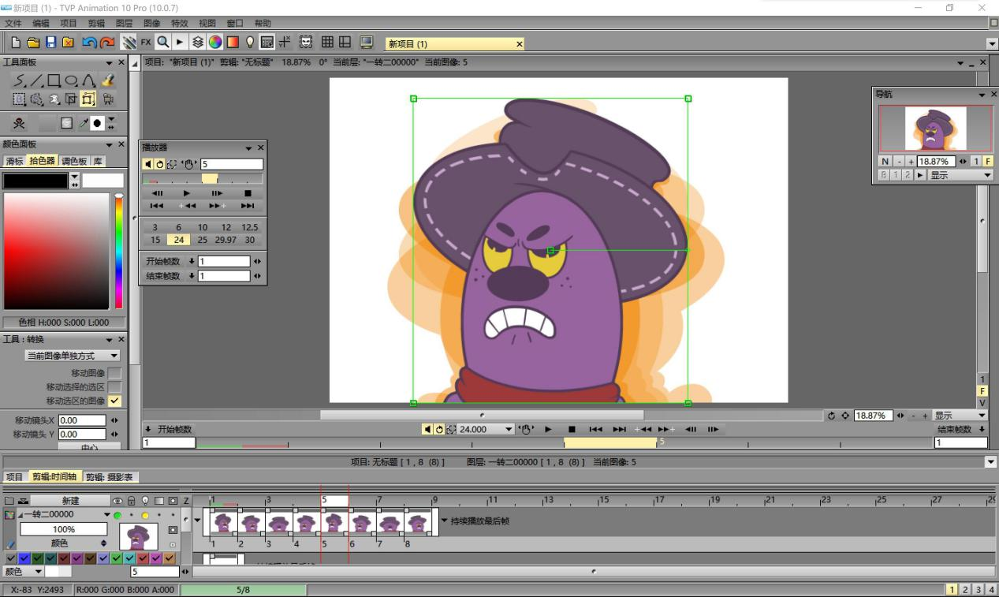 新项目 (1) - TVP Animation 10 Pro (10.0.7)
文件 编辑 项目 剪辑 图层 图像 特效 视图 窗口 帮助
FX
新项目 (1)
工具面板
项目: "新项目 (1)" 剪辑: "无标题" 18.87% 0° 当前层: "一转二00000" 当前图像: 5
导航
N - + 18.87% 1 F
B 1 2 显示
颜色面板
滑标 拾色器 调色板 库
播放器
5
3 6 10 12 12.5
15 24 25 29.97 30
开始帧数 1
结束帧数 1
色相 H:000 S:000 L:000
工具 : 转换
当前图像单独方式
移动图像
移动选择的选区
移动选区的图像
移动镜头X 0.00
移动镜头 Y 0.00
中心
1
F
V
18.87% - + 显示
开始帧数 24.000 结束帧数
1 5 1
项目: 无标题 [ 1 , 8 (8) ] 图层: 一转二00000 [ 1 , 8 (8) ] 当前图像: 5
项目 剪辑:时间轴 剪辑: 摄影表
新建 Z 1 3 5 7 9 11 13 15 17 19 21 23 25 27 29
一转二00000
持续播放最后帧
100%
颜色 1 2 3 4 5 6 7 8
颜色 5
X:-83 Y:2493 R:000 G:000 B:000 A:000 5/8 1 2 3 4